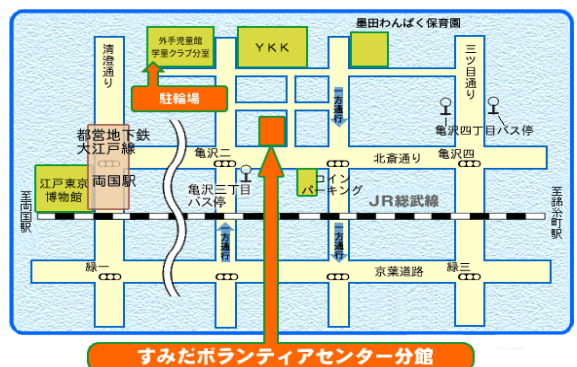 墨田わんぱく保育園
外手児童館
学童クラブ分室
YKK
清澄通り
三ツ目通り
駐輪場
一方通行
都営地下鉄
大江戸線
両国駅
亀沢二
亀沢四丁目バス停
北斎通り
亀沢四
江戸東京
博物館
亀沢三丁目
バス停
コイン
パーキング
JR総武線
至両国駅
至錦糸町駅
一方通行
一方通行
緑一
京葉道路
緑三
すみだボランティアセンター分館